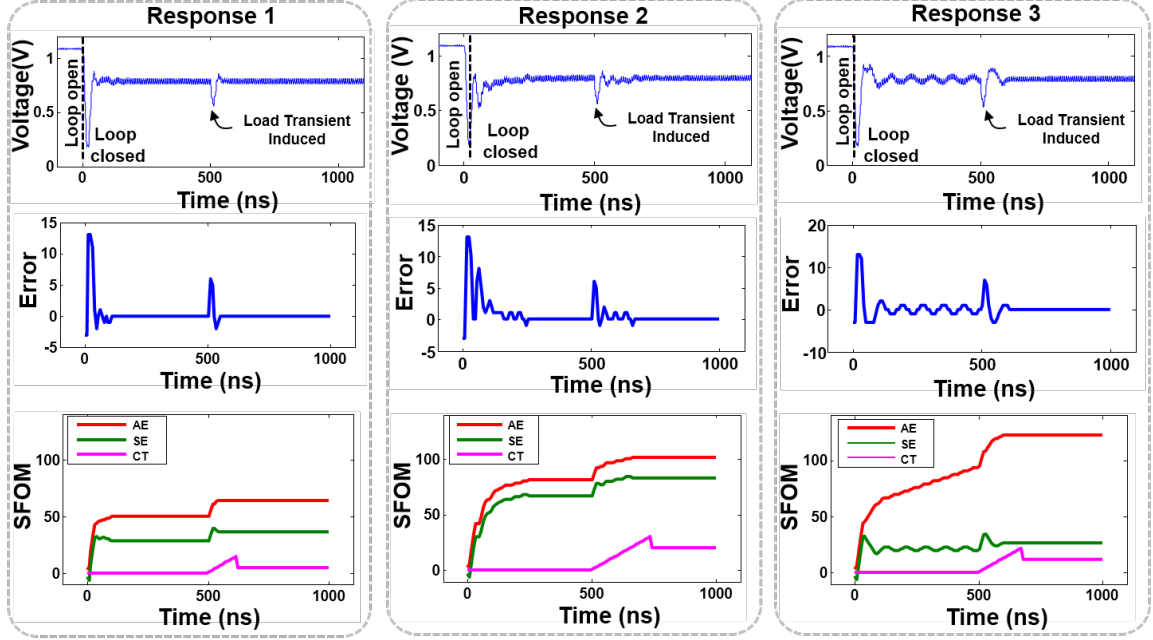 Response 1
Voltage(V)
1
0.5
0
Loop open
Loop
closed
Load Transient
Induced
0
500
1000
Time (ns)
Error
15
10
5
0
-5
0
500
1000
Time (ns)
SFOM
AE
SE
CT
100
50
0
0
500
1000
Time (ns)
Response 2
Voltage(V)
1
0.5
0
Loop open
Loop
closed
Load Transient
Induced
0
500
1000
Time (ns)
Error
15
10
5
0
-5
0
500
1000
Time (ns)
SFOM
AE
SE
CT
100
50
0
0
500
1000
Time (ns)
Response 3
Voltage(V)
1
0.5
0
Loop open
Loop
closed
Load Transient
Induced
0
500
1000
Time (ns)
Error
20
10
0
-10
0
500
1000
Time (ns)
SFOM
AE
SE
CT
100
50
0
0
500
1000
Time (ns)